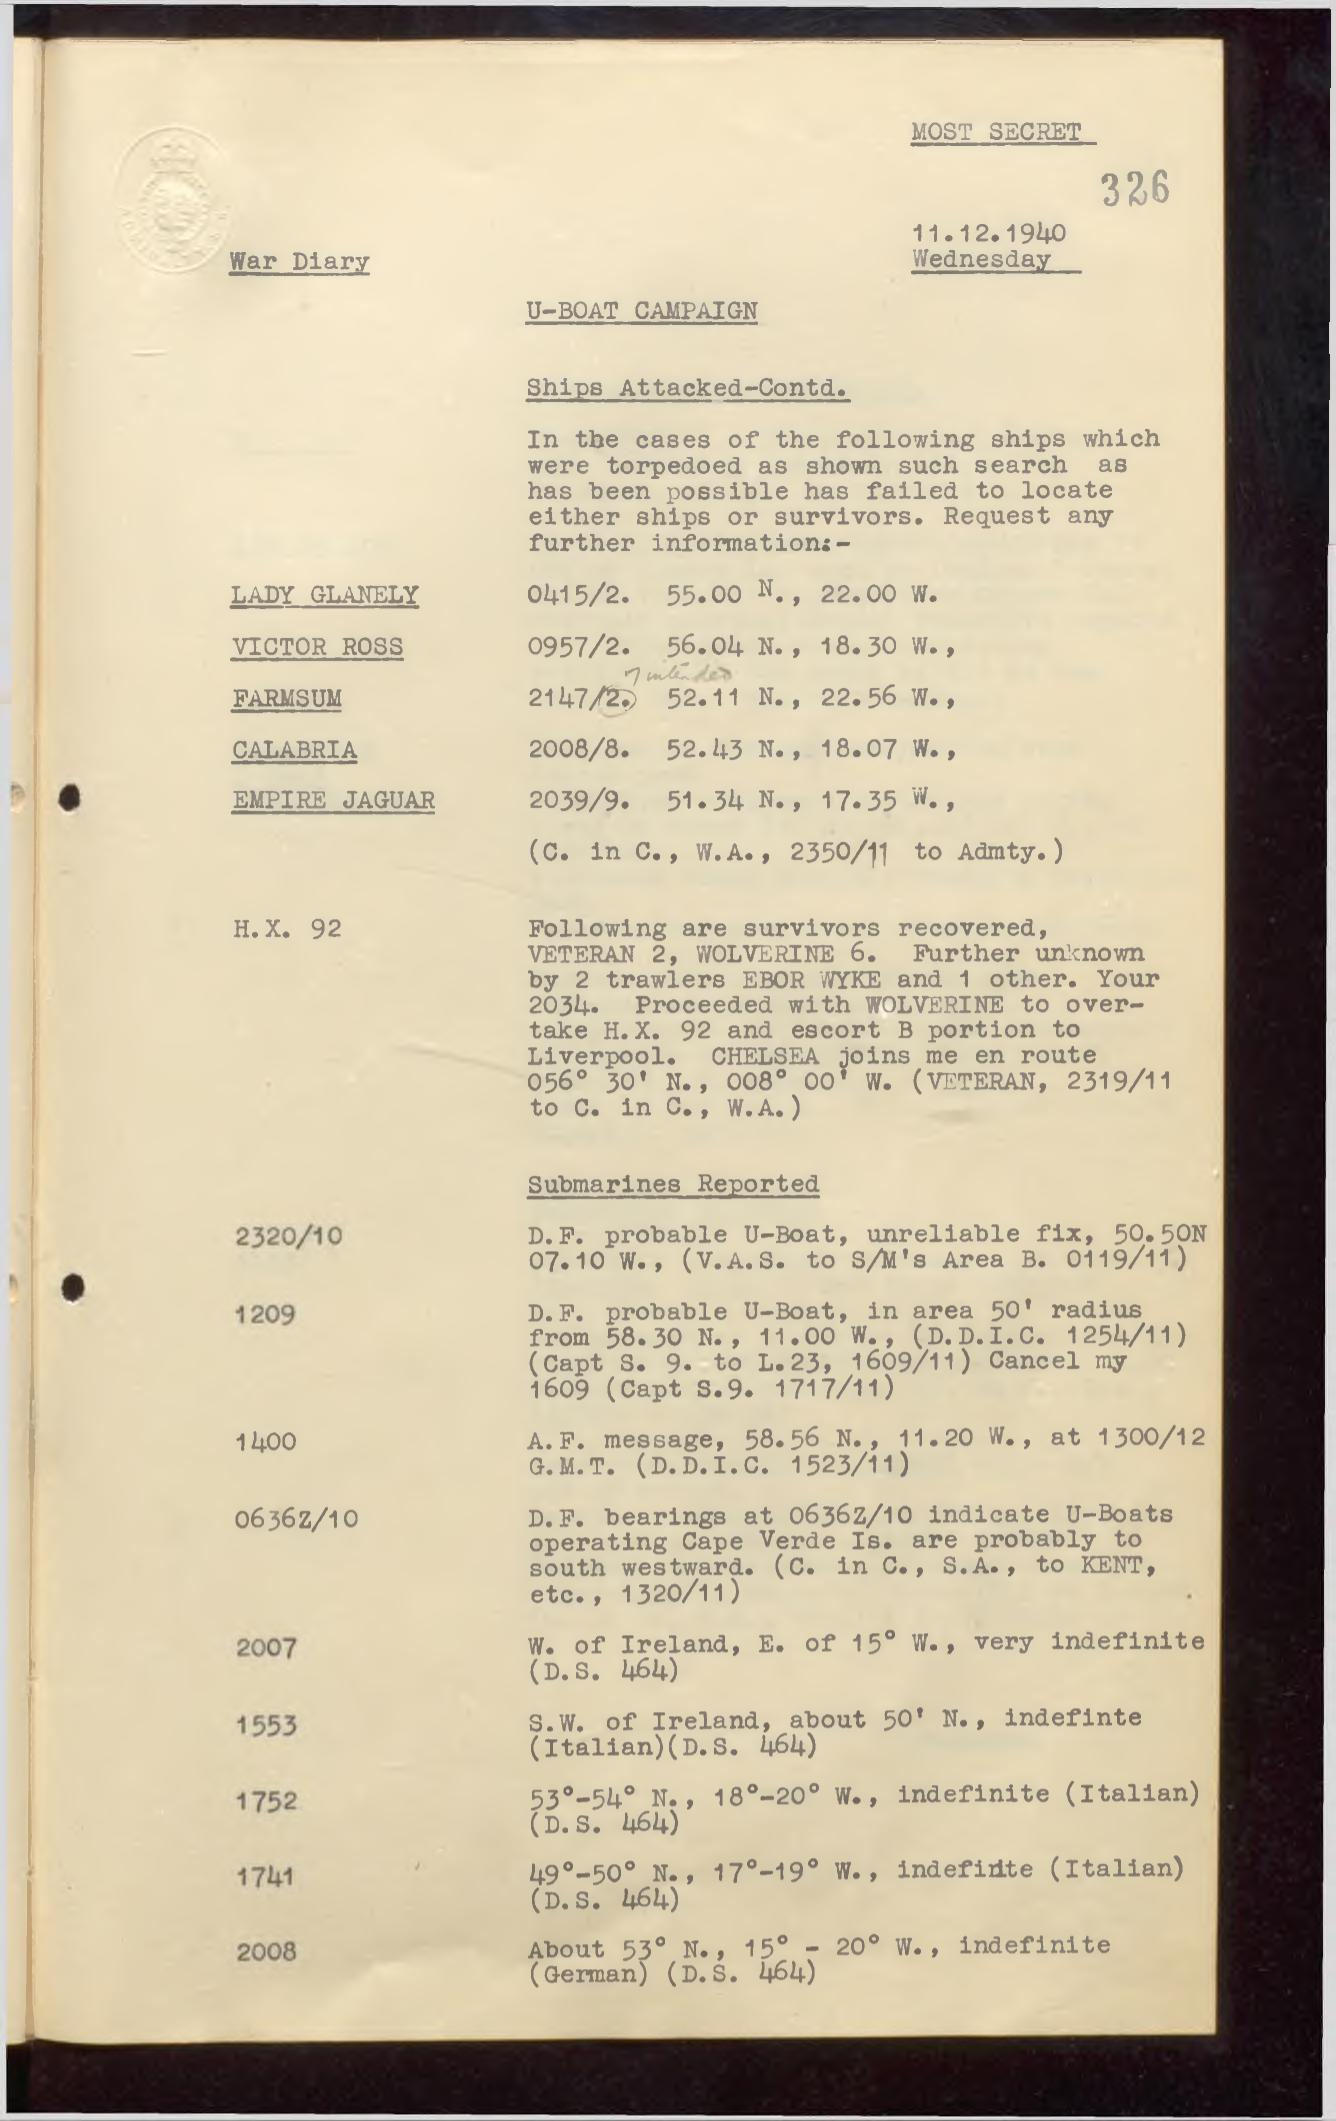 MOST SECRET
326
11.12.1940
Wednesday
War Diary
U-BOAT CAMPAIGN
Ships Attacked-Contd.
In the cases of the following ships which
were torpedoed as shown such search as
has been possible has failed to locate
either ships or survivors. Request any
further information:-
LADY GLANELY 0415/2. 55.00 N., 22.00 W.
VICTOR ROSS 0957/2. 56.04 N., 18.30 W.,
7 intended
FARMSUM 2147/2. 52.11 N., 22.56 W.,
CALABRIA 2008/8. 52.43 N., 18.07 W.,
EMPIRE JAGUAR 2039/9. 51.34 N., 17.35 W.,
(C. in C., W.A., 2350/11 to Admty.)
H.X. 92 Following are survivors recovered,
VETERAN 2, WOLVERINE 6. Further unknown
by 2 trawlers EBOR WYKE and 1 other. Your
2034. Proceeded with WOLVERINE to over-
take H.X. 92 and escort B portion to
Liverpool. CHELSEA joins me en route
056° 30' N., 008° 00' W. (VETERAN, 2319/11
to C. in C., W.A.)
Submarines Reported
2320/10 D.F. probable U-Boat, unreliable fix, 50.50N
07.10 W., (V.A.S. to S/M's Area B. 0119/11)
1209 D.F. probable U-Boat, in area 50' radius
from 58.30 N., 11.00 W., (D.D.I.C. 1254/11)
(Capt S. 9. to L.23, 1609/11) Cancel my
1609 (Capt S.9. 1717/11)
1400 A.F. message, 58.56 N., 11.20 W., at 1300/12
G.M.T. (D.D.I.C. 1523/11)
0636Z/10 D.F. bearings at 0636Z/10 indicate U-Boats
operating Cape Verde Is. are probably to
south westward. (C. in C., S.A., to KENT,
etc., 1320/11)
2007 W. of Ireland, E. of 15° W., very indefinite
(D.S. 464)
1553 S.W. of Ireland, about 50' N., indefinte
(Italian)(D.S. 464)
1752 53°-54° N., 18°-20° W., indefinite (Italian)
(D.S. 464)
1741 49°-50° N., 17°-19° W., indefinite (Italian)
(D.S. 464)
2008 About 53° N., 15° - 20° W., indefinite
(German) (D.S. 464)